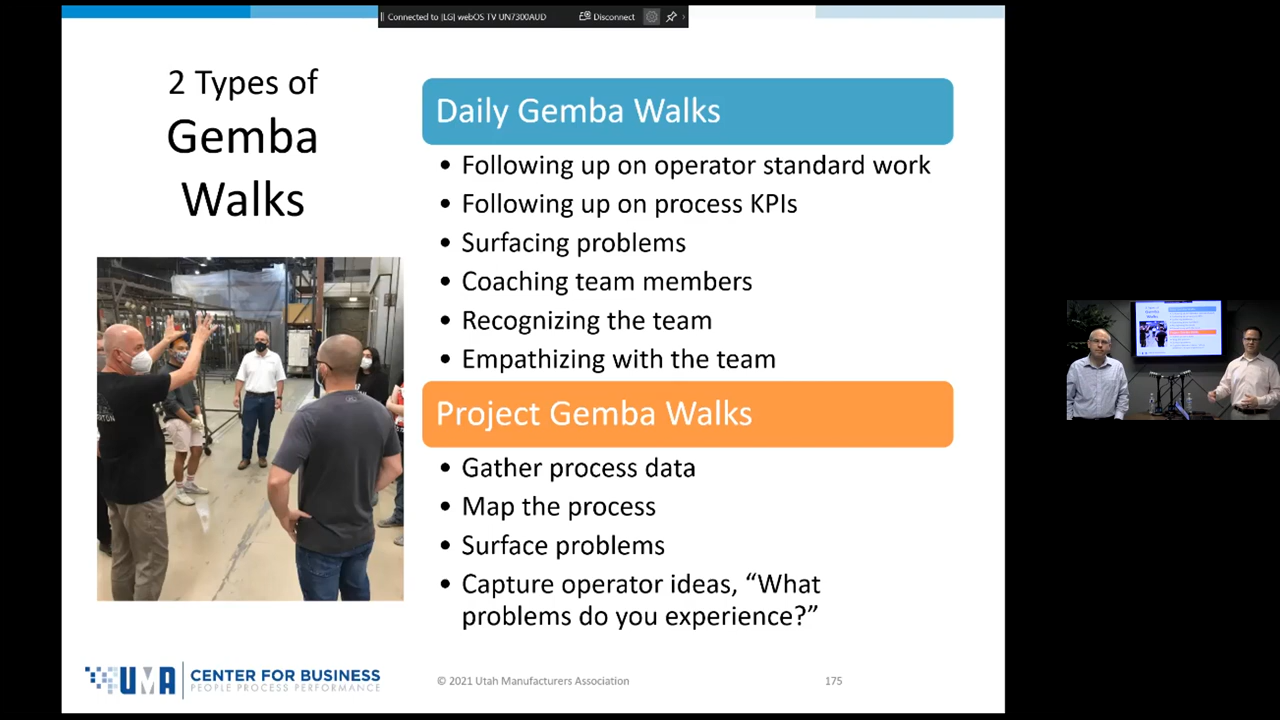 Connected to [LG] webOS TV UN7300AUD
Disconnect
2 Types of
Gemba
Walks
Daily Gemba Walks
• Following up on operator standard work
• Following up on process KPIs
• Surfacing problems
• Coaching team members
• Recognizing the team
• Empathizing with the team
Project Gemba Walks
• Gather process data
• Map the process
• Surface problems
• Capture operator ideas, “What
problems do you experience?”
UMA
CENTER FOR BUSINESS
PEOPLE PROCESS PERFORMANCE
© 2021 Utah Manufacturers Association
175